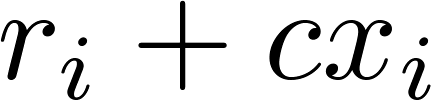 r_i + cx_i